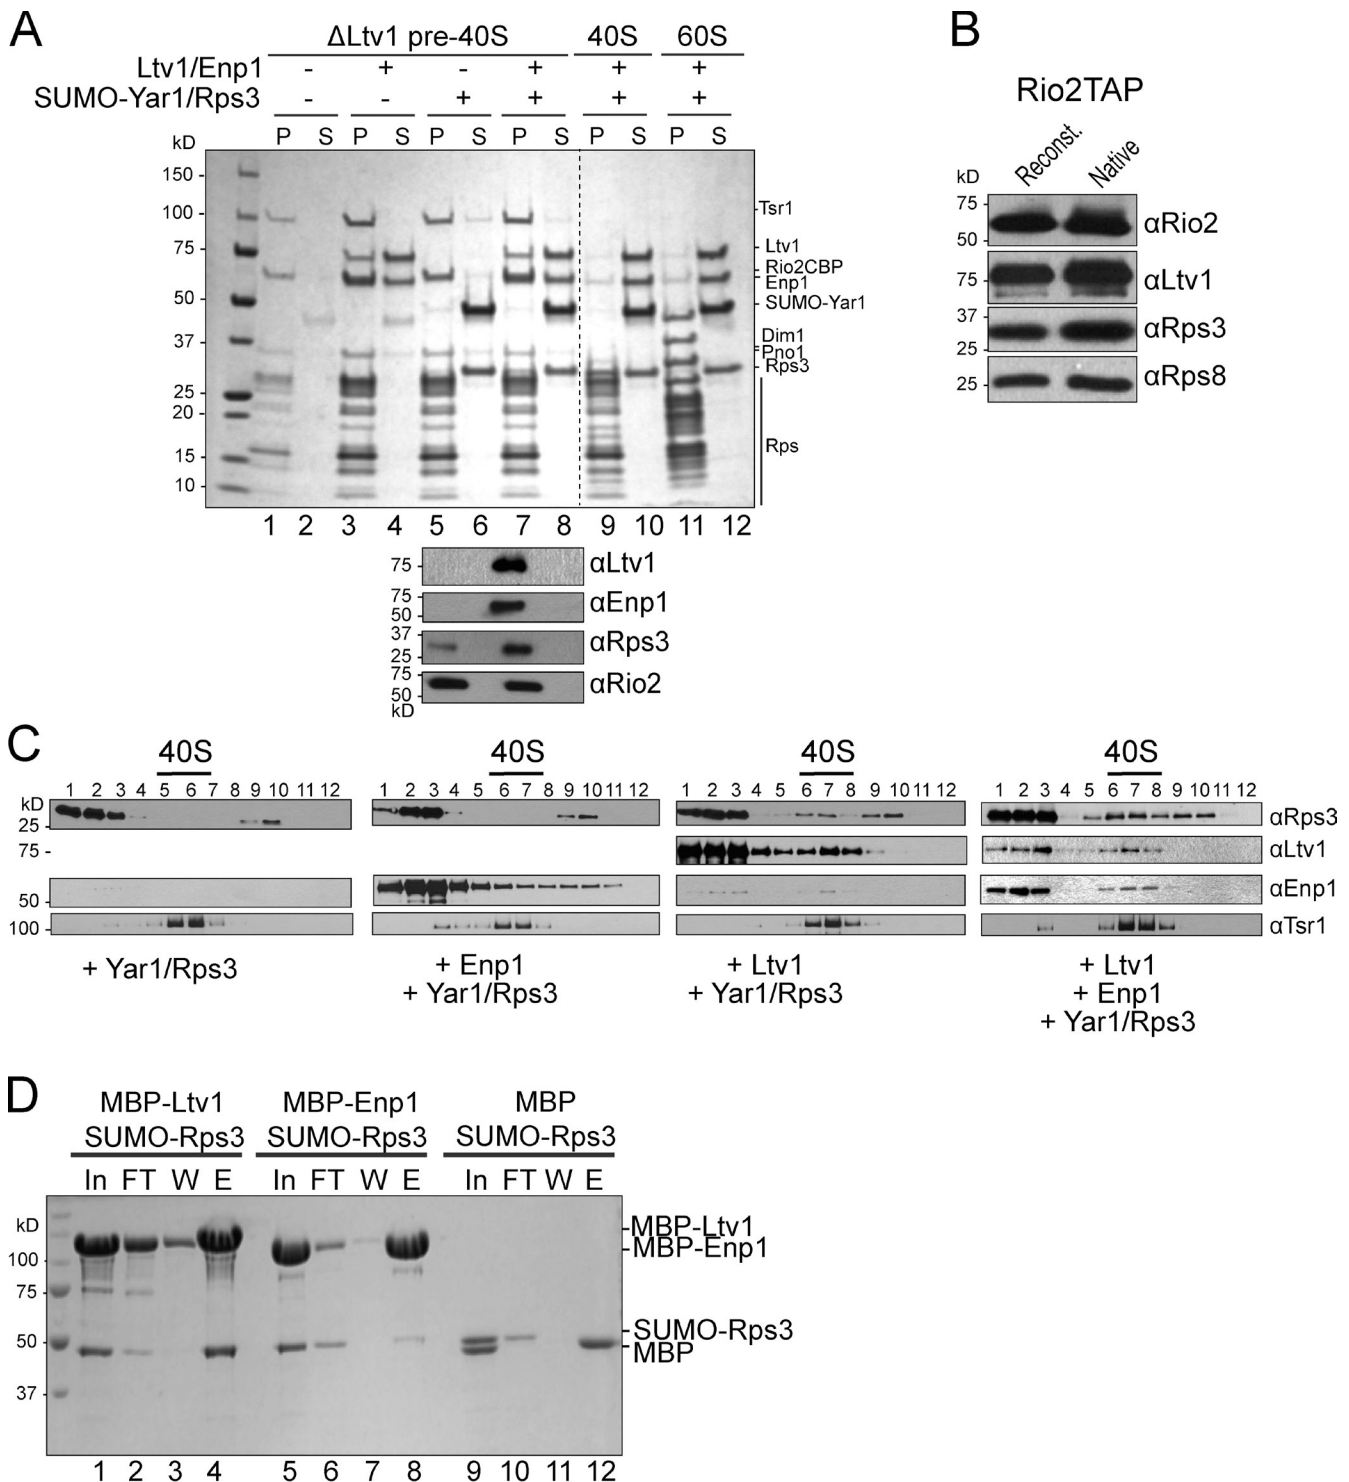 A
ΔLtv1 pre-40S 40S 60S
Ltv1/Enp1 - + - + + +
SUMO-Yar1/Rps3 - - + + + +
kD P S P S P S P S P S P S
150
100
75
50
37
25
20
15
10
Tsr1
Ltv1
Rio2CBP
Enp1
SUMO-Yar1
Dim1
Pno1
Rps3
Rps
1 2 3 4 5 6 7 8 9 10 11 12
75 αLtv1
75
50 αEnp1
37
25 αRps3
75
50 αRio2
kD
B
Rio2TAP
Reconst. Native
kD
75
50 αRio2
75 αLtv1
37
25 αRps3
25 αRps8
C
40S 40S 40S 40S
1 2 3 4 5 6 7 8 9 10 11 12 1 2 3 4 5 6 7 8 9 10 11 12 1 2 3 4 5 6 7 8 9 10 11 12 1 2 3 4 5 6 7 8 9 10 11 12
kD
25 αRps3
75 αLtv1
50 αEnp1
100 αTsr1
+ Yar1/Rps3
+ Enp1
+ Yar1/Rps3
+ Ltv1
+ Yar1/Rps3
+ Ltv1
+ Enp1
+ Yar1/Rps3
D
MBP-Ltv1 MBP-Enp1 MBP
SUMO-Rps3 SUMO-Rps3 SUMO-Rps3
In FT W E In FT W E In FT W E
kD
100
75
50
37
MBP-Ltv1
MBP-Enp1
SUMO-Rps3
MBP
1 2 3 4 5 6 7 8 9 10 11 12